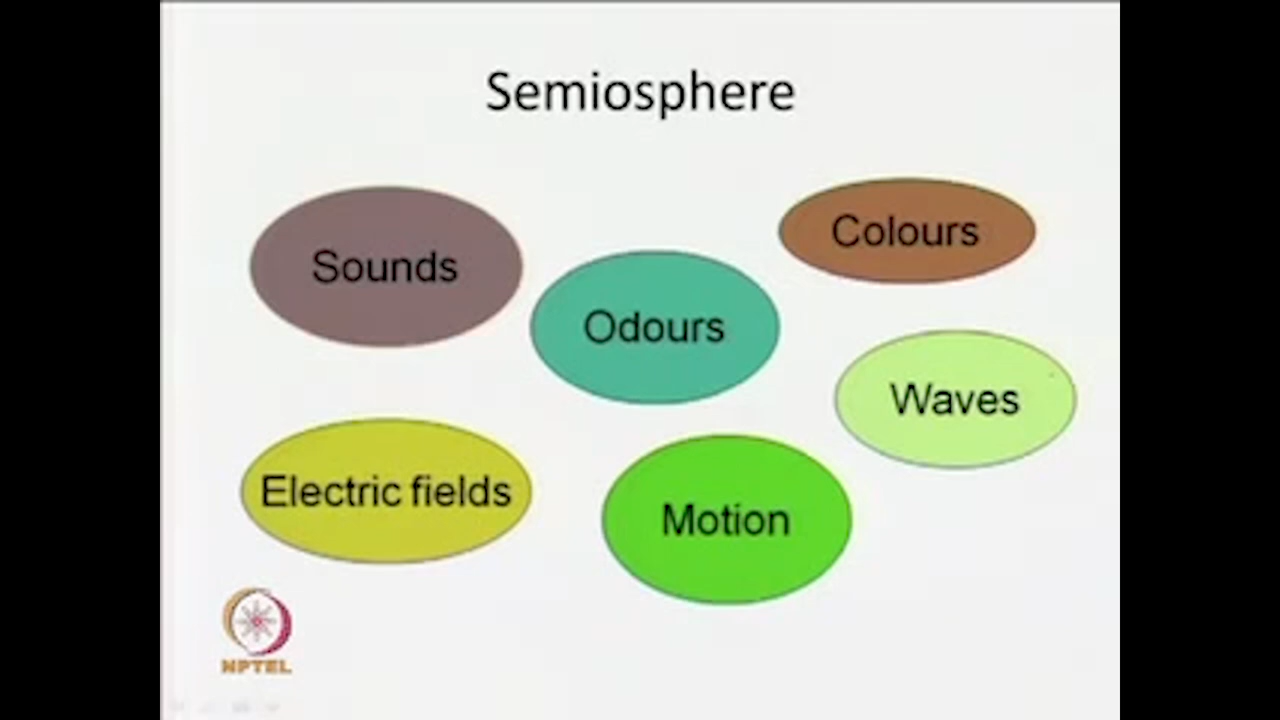 Semiosphere
Sounds
Colours
Odours
Waves
Electric fields
Motion
NPTEL